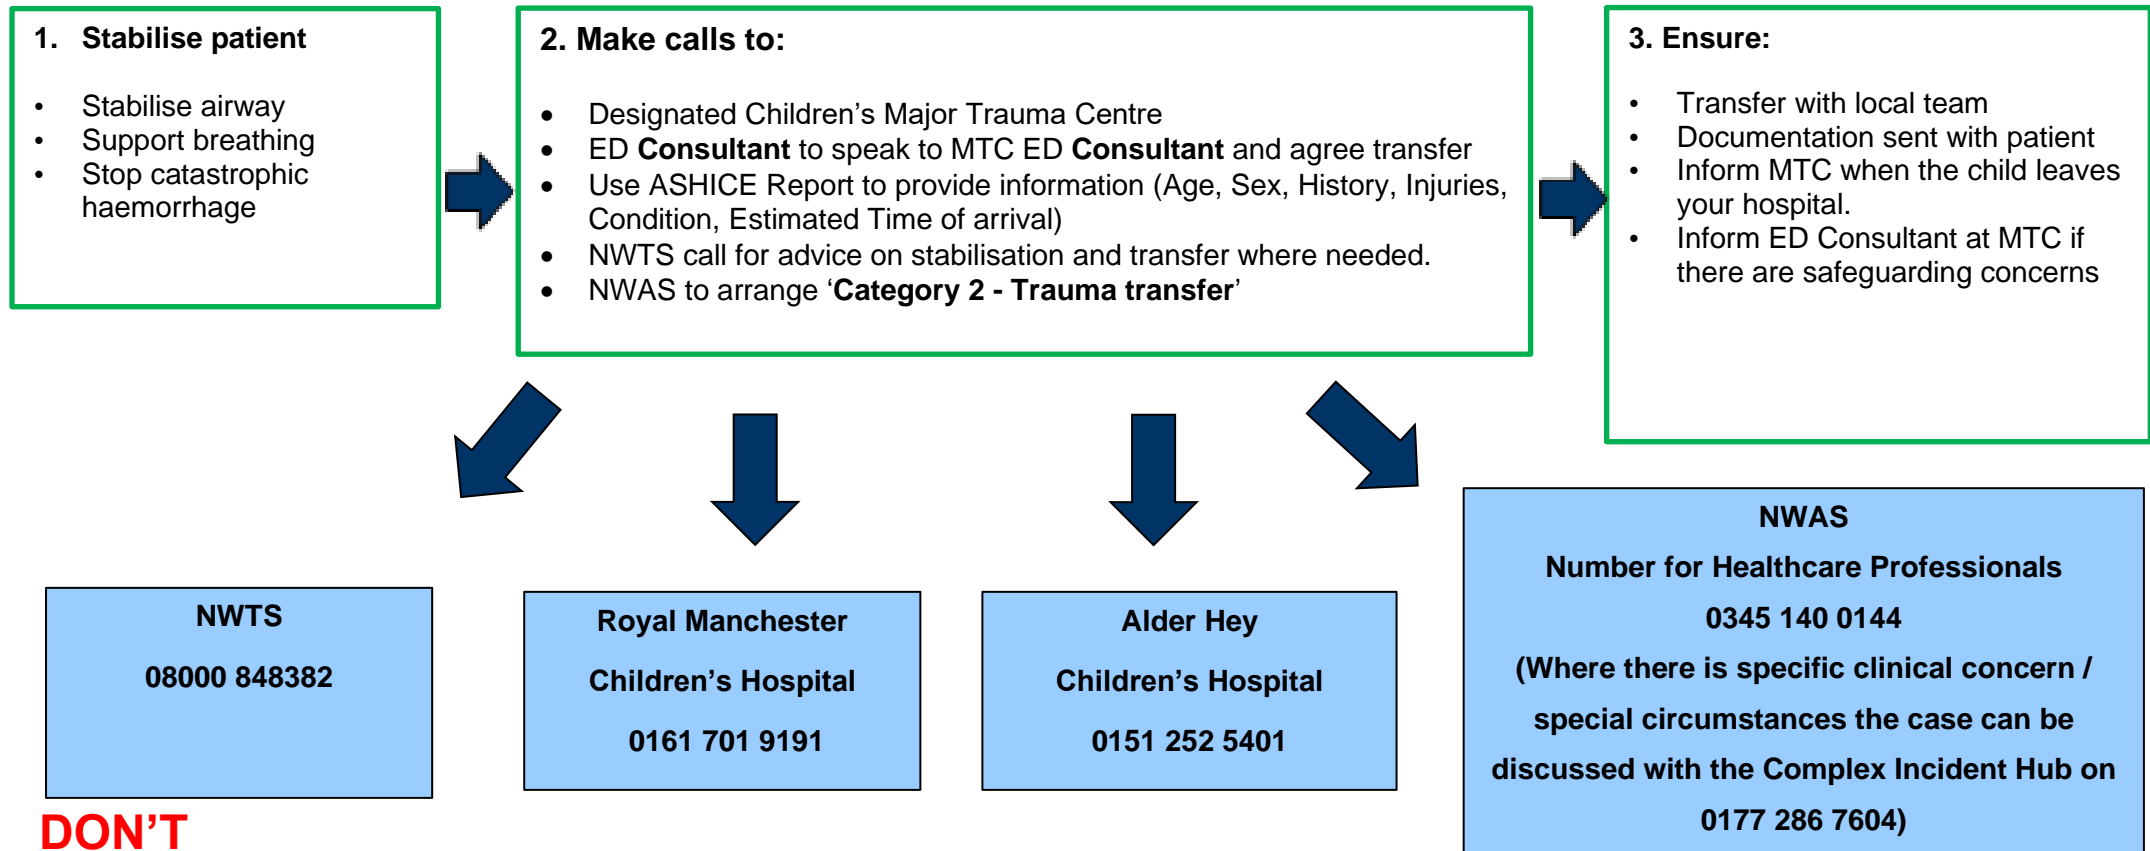 1. Stabilise patient
• Stabilise airway
• Support breathing
• Stop catastrophic
haemorrhage
2. Make calls to:
• Designated Children’s Major Trauma Centre
• ED Consultant to speak to MTC ED Consultant and agree transfer
• Use ASHICE Report to provide information (Age, Sex, History, Injuries,
Condition, Estimated Time of arrival)
• NWTS call for advice on stabilisation and transfer where needed.
• NWAS to arrange ‘Category 2 - Trauma transfer’
3. Ensure:
• Transfer with local team
• Documentation sent with patient
• Inform MTC when the child leaves
your hospital.
• Inform ED Consultant at MTC if
there are safeguarding concerns
NWTS
08000 848382
Royal Manchester
Children’s Hospital
0161 701 9191
Alder Hey
Children’s Hospital
0151 252 5401
NWAS
Number for Healthcare Professionals
0345 140 0144
(Where there is specific clinical concern /
special circumstances the case can be
discussed with the Complex Incident Hub on
0177 286 7604)
DON’T